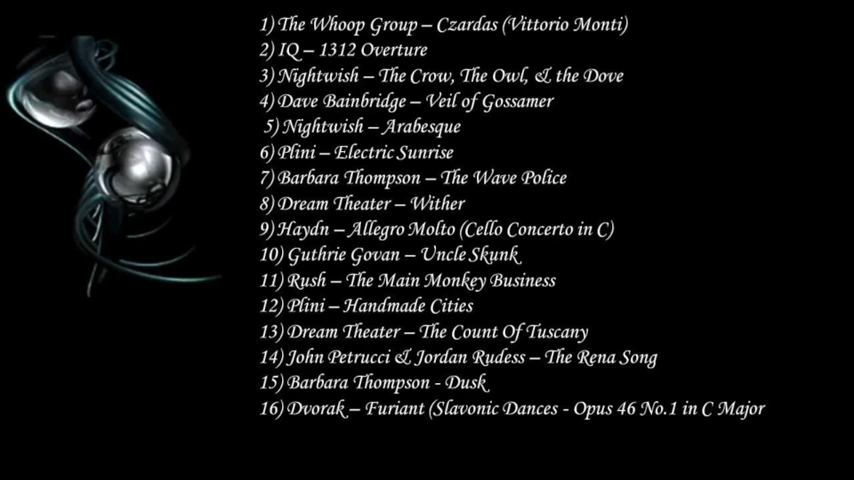 1) The Whoop Group – Czardas (Vittorio Monti)
2) IQ – 1312 Overture
3) Nightwish – The Crow, The Owl, & the Dove
4) Dave Bainbridge – Veil of Gossamer
5) Nightwish – Arabesque
6) Plini – Electric Sunrise
7) Barbara Thompson – The Wave Police
8) Dream Theater – Wither
9) Haydn – Allegro Molto (Cello Concerto in C)
10) Guthrie Govan – Uncle Skunk
11) Rush – The Main Monkey Business
12) Plini – Handmade Cities
13) Dream Theater – The Count Of Tuscany
14) John Petrucci & Jordan Rudess – The Rena Song
15) Barbara Thompson - Dusk
16) Dvorak – Furiant (Slavonic Dances - Opus 46 No.1 in C Major